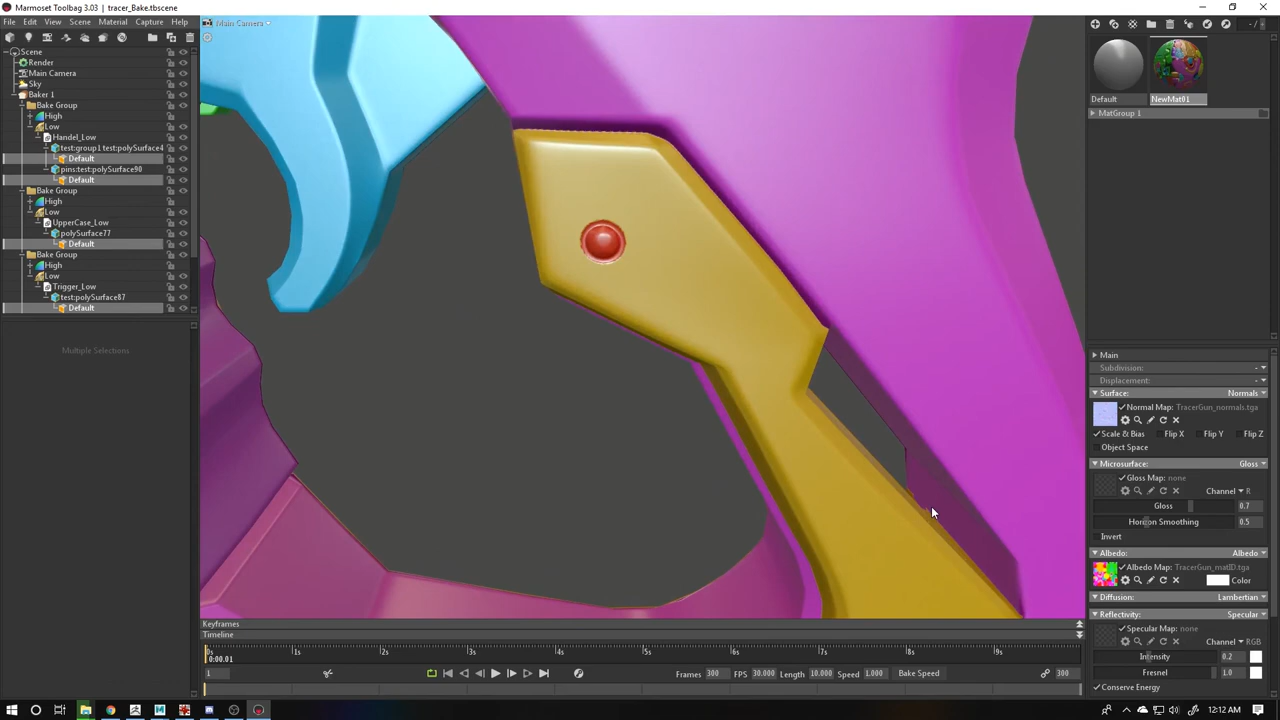 Marmoset Toolbag 3.03 | tracer_Bake.tbscene
File Edit View Scene Material Capture Help
Main Camera
- /
Scene
Render
Main Camera
Sky
Baker 1
Bake Group
High
Low
Handel_Low
test:group1 test:polySurface4
Default
pins:test:polySurface90
Default
Bake Group
High
Low
UpperCase_Low
polySurface77
Default
Bake Group
High
Low
Trigger_Low
test:polySurface87
Default
Multiple Selections
Default NewMat01
MatGroup 1
Main
Subdivision: -
Displacement: -
Surface: Normals
Normal Map: TracerGun_normals.tga
Scale & Bias Flip X Flip Y Flip Z
Object Space
Microsurface: Gloss
Gloss Map: none
Channel R
Gloss 0.7
Horizon Smoothing 0.5
Invert
Albedo: Albedo
Albedo Map: TracerGun_matID.tga
Color
Diffusion: Lambertian
Reflectivity: Specular
Specular Map: none
Channel RGB
Intensity 0.2
Fresnel 1.0
Conserve Energy
Keyframes
Timeline
0s 1s 2s 3s 4s 5s 6s 7s 8s 9s
0:00.01
1 Frames 300 FPS 30.000 Length 10.000 Speed 1.000 Bake Speed 300
12:12 AM